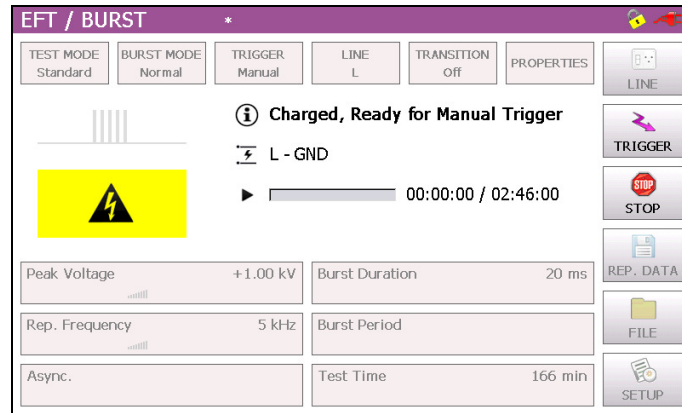 EFT / BURST *
TEST MODE
Standard
BURST MODE
Normal
TRIGGER
Manual
LINE
L
TRANSITION
Off
PROPERTIES
LINE
Charged, Ready for Manual Trigger
L - GND
00:00:00 / 02:46:00
TRIGGER
STOP
STOP
REP. DATA
FILE
SETUP
Peak Voltage +1.00 kV
Burst Duration 20 ms
Rep. Frequency 5 kHz
Burst Period
Async.
Test Time 166 min